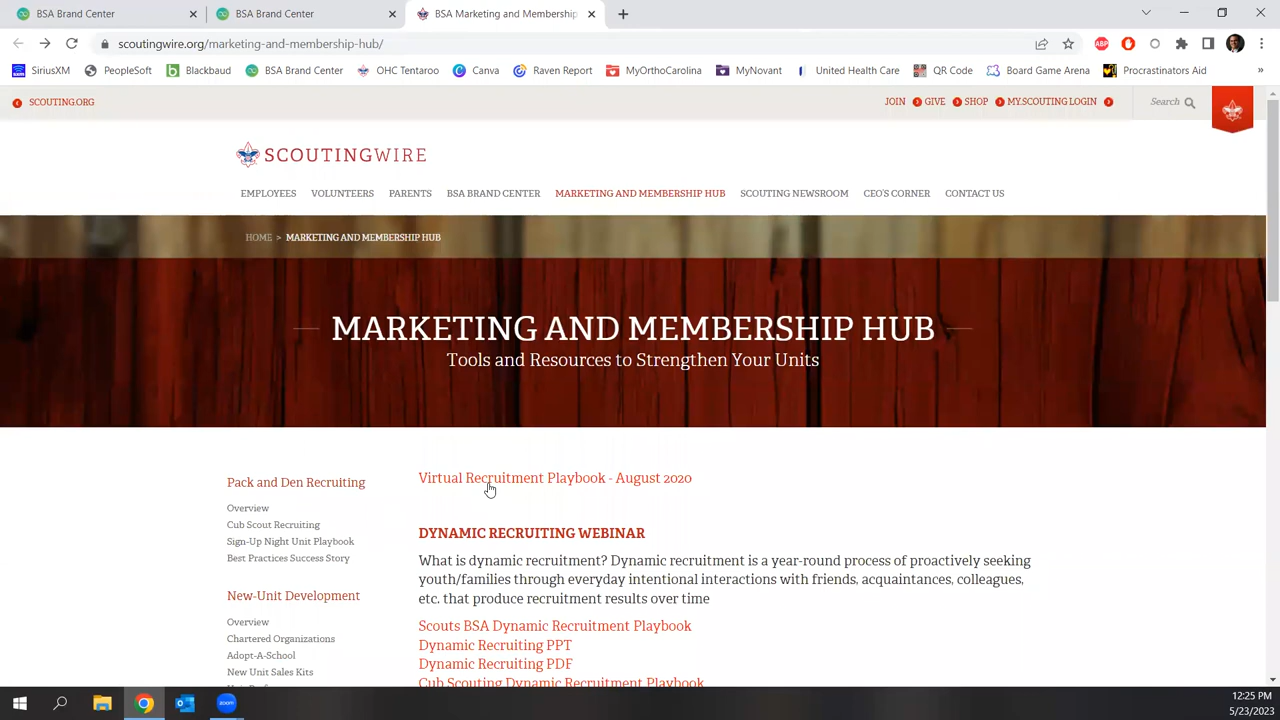 BSA Brand Center
BSA Brand Center
BSA Marketing and Membership
scoutingwire.org/marketing-and-membership-hub/
ABP
SiriusXM
PeopleSoft
Blackbaud
BSA Brand Center
OHC Tentaroo
Canva
Raven Report
MyOrthoCarolina
MyNovant
United Health Care
QR Code
Board Game Arena
Procrastinators Aid
»
SCOUTING.ORG
JOIN
GIVE
SHOP
MY.SCOUTING LOGIN
Search
SCOUTINGWIRE
EMPLOYEES
VOLUNTEERS
PARENTS
BSA BRAND CENTER
MARKETING AND MEMBERSHIP HUB
SCOUTING NEWSROOM
CEO'S CORNER
CONTACT US
HOME > MARKETING AND MEMBERSHIP HUB
MARKETING AND MEMBERSHIP HUB
Tools and Resources to Strengthen Your Units
Pack and Den Recruiting
Overview
Cub Scout Recruiting
Sign-Up Night Unit Playbook
Best Practices Success Story
New-Unit Development
Overview
Chartered Organizations
Adopt-A-School
New Unit Sales Kits
Virtual Recruitment Playbook - August 2020
DYNAMIC RECRUITING WEBINAR
What is dynamic recruitment? Dynamic recruitment is a year-round process of proactively seeking
youth/families through everyday intentional interactions with friends, acquaintances, colleagues,
etc. that produce recruitment results over time
Scouts BSA Dynamic Recruitment Playbook
Dynamic Recruiting PPT
Dynamic Recruiting PDF
Cub Scouting Dynamic Recruitment Playbook
zoom
12:25 PM
5/23/2023